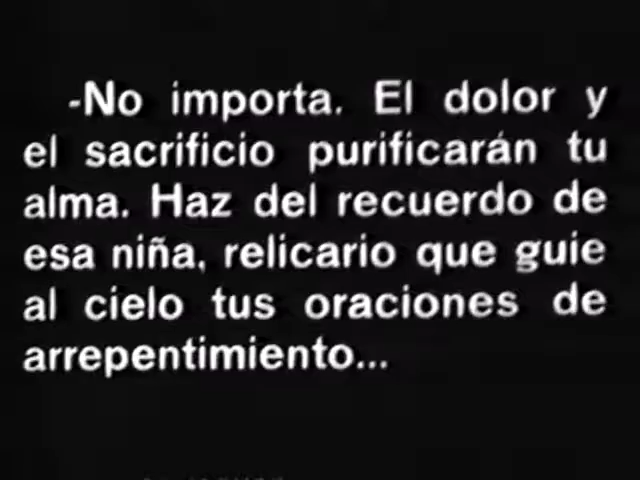 -No importa. El dolor y
el sacrificio purificarán tu
alma. Haz del recuerdo de
esa niña, relicario que guie
al cielo tus oraciones de
arrepentimiento...